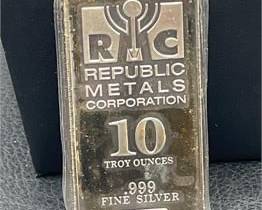 RMC
REPUBLIC
METALS
CORPORATION
10
TROY OUNCES
.999
FINE SILVER